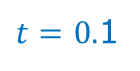 t = 0.1